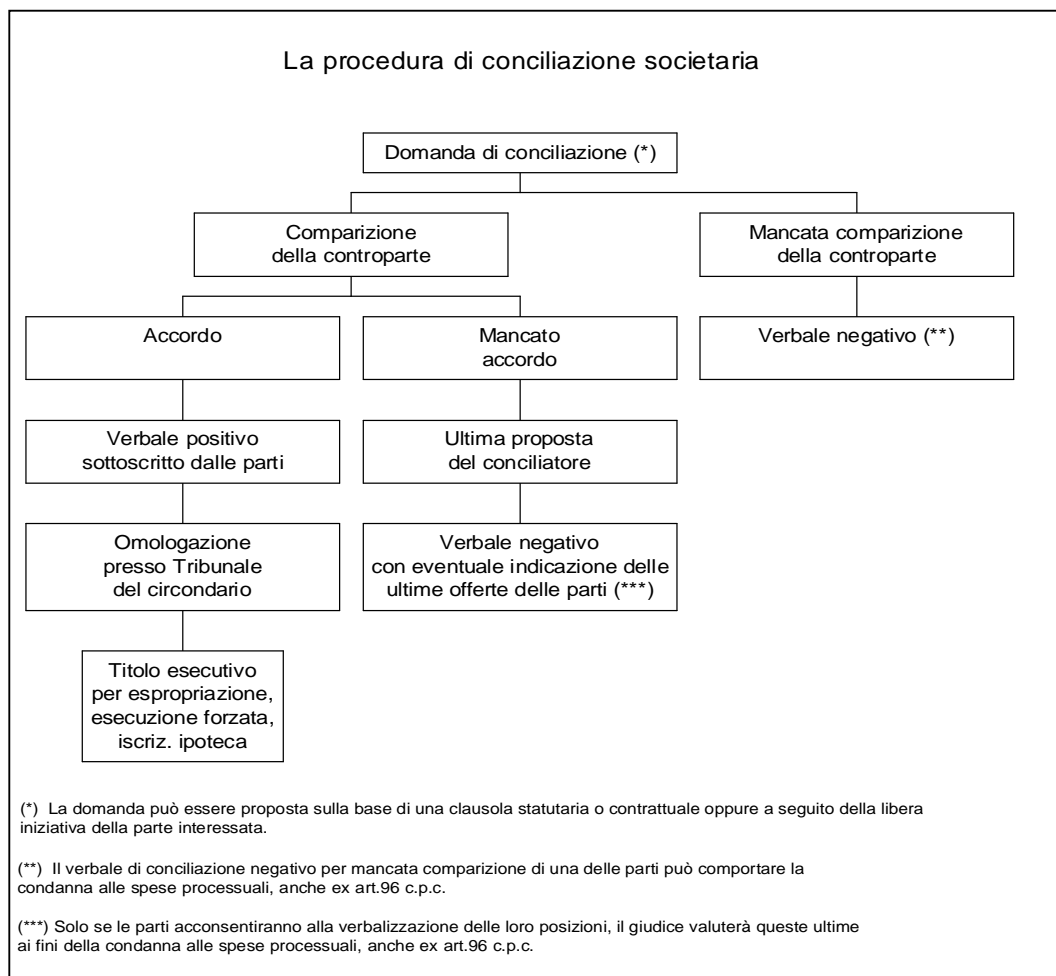 La procedura di conciliazione societaria
Domanda di conciliazione (*)
Comparizione
della controparte
Mancata comparizione
della controparte
Accordo
Mancato
accordo
Verbale negativo (**)
Verbale positivo
sottoscritto dalle parti
Ultima proposta
del conciliatore
Omologazione
presso Tribunale
del circondario
Verbale negativo
con eventuale indicazione delle
ultime offerte delle parti (***)
Titolo esecutivo
per espropriazione,
esecuzione forzata,
iscriz. ipoteca
(*) La domanda può essere proposta sulla base di una clausola statutaria o contrattuale oppure a seguito della libera
iniziativa della parte interessata.
(**) Il verbale di conciliazione negativo per mancata comparizione di una delle parti può comportare la
condanna alle spese processuali, anche ex art.96 c.p.c.
(***) Solo se le parti acconsentiranno alla verbalizzazione delle loro posizioni, il giudice valuterà queste ultime
ai fini della condanna alle spese processuali, anche ex art.96 c.p.c.